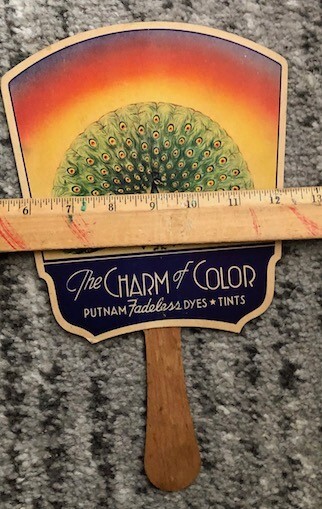 6 7 8 9 10 11 12 13
The CHARM of COLOR
PUTNAM Fadeless DYES ★ TINTS